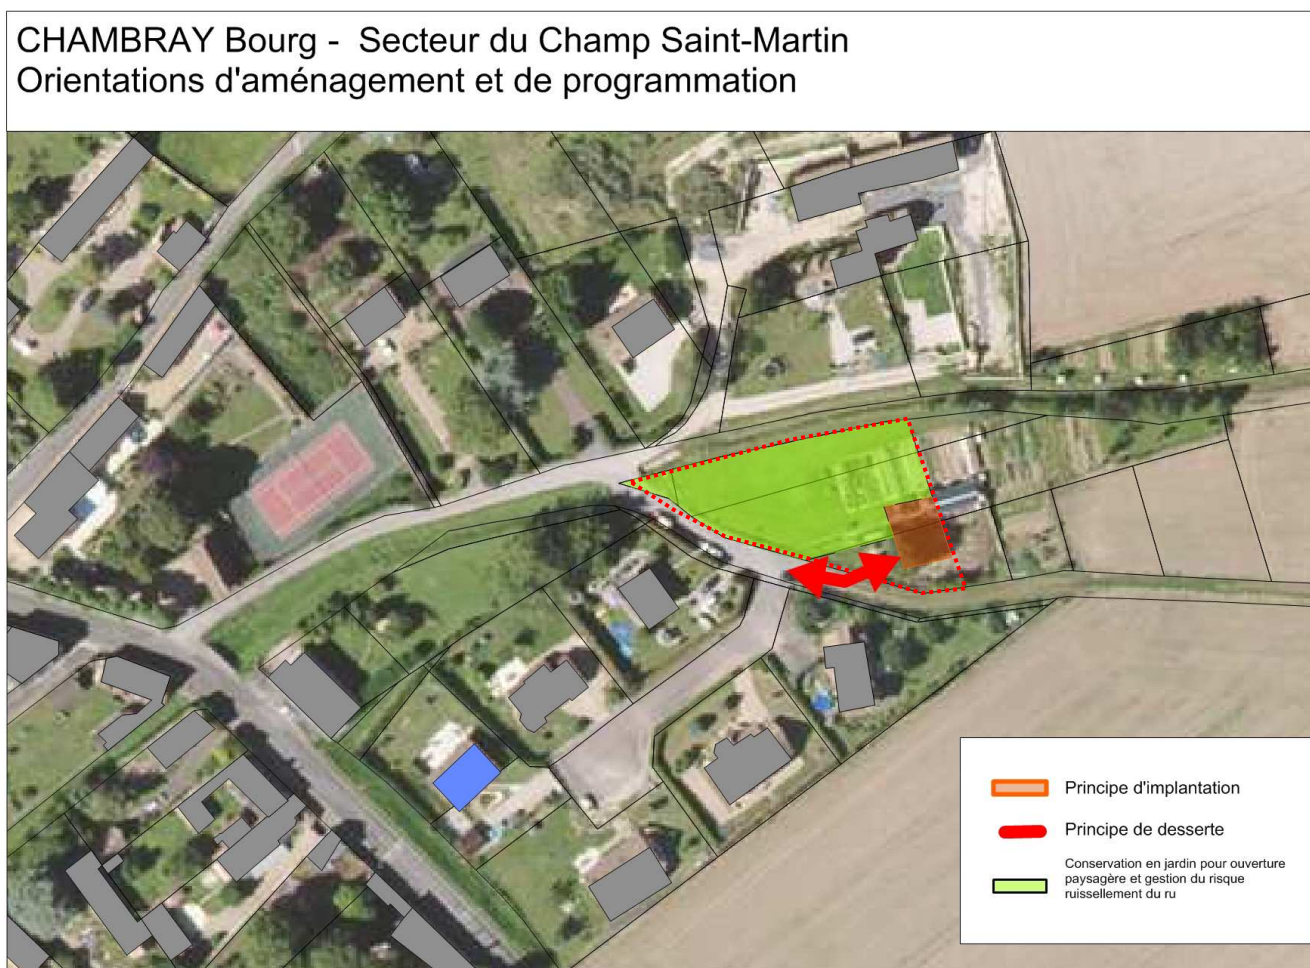 CHAMBRAY Bourg - Secteur du Champ Saint-Martin
Orientations d'aménagement et de programmation
Principe d'implantation
Principe de desserte
Conservation en jardin pour ouverture
paysagère et gestion du risque
ruissellement du ru